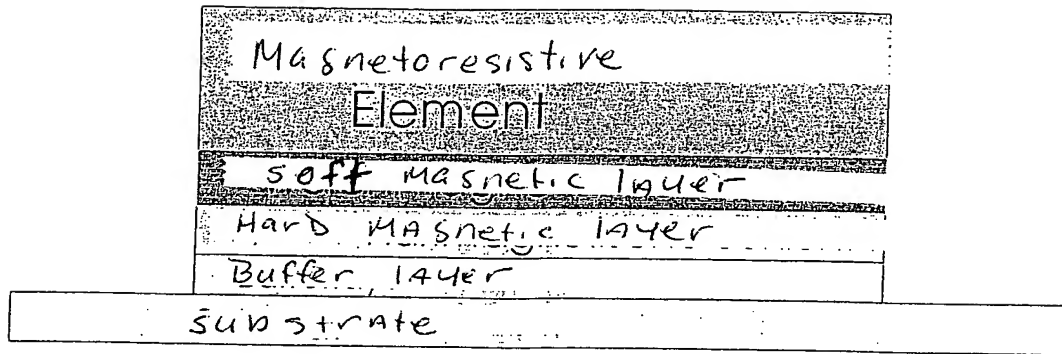 Magnetoresistive
Element
soft magnetic layer
Hard Magnetic layer
Buffer layer
substrate